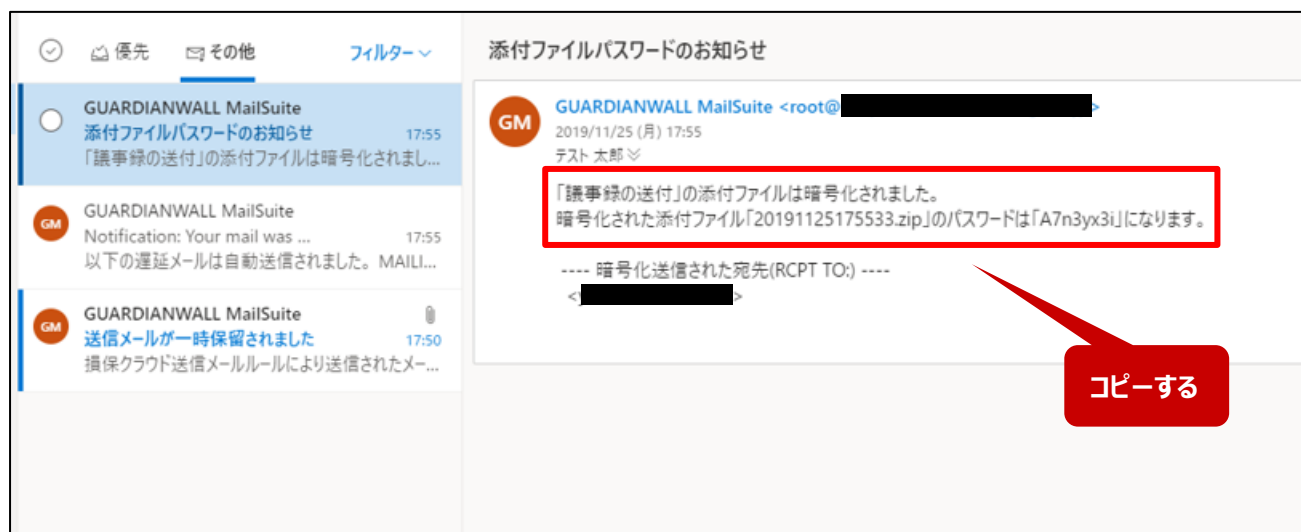 優先
その他
フィルター
GUARDIANWALL MailSuite
添付ファイルパスワードのお知らせ 17:55
「議事録の送付」の添付ファイルは暗号化されまし...
GM
GUARDIANWALL MailSuite
Notification: Your mail was ... 17:55
以下の遅延メールは自動送信されました。MAILI...
GM
GUARDIANWALL MailSuite
送信メールが一時保留されました 17:50
損保クラウド送信メールルールにより送信されたメー...
添付ファイルパスワードのお知らせ
GM
GUARDIANWALL MailSuite <root@ >
2019/11/25 (月) 17:55
テスト 太郎
「議事録の送付」の添付ファイルは暗号化されました。
暗号化された添付ファイル「20191125175533.zip」のパスワードは「A7n3yx3i」になります。
---- 暗号化送信された宛先(RCPT TO:) ----
<y >
コピーする